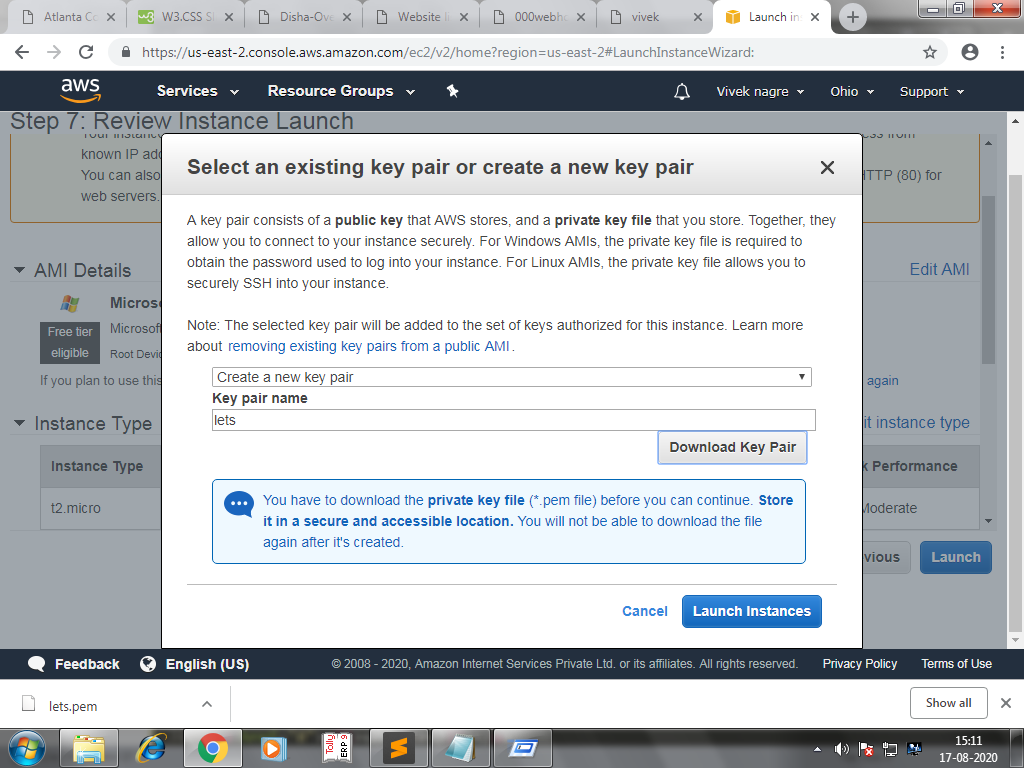 Atlanta Co
W3.CSS S
Disha-Ove
Website
000webh
vivek
Launch in
https://us-east-2.console.aws.amazon.com/ec2/v2/home?region=us-east-2#LaunchInstanceWizard:
aws
Services
Resource Groups
Vivek nagre
Ohio
Support
Step 7: Review Instance Launch
known IP add
You can also
HTTP (80) for
web servers.
Select an existing key pair or create a new key pair
A key pair consists of a public key that AWS stores, and a private key file that you store. Together, they
allow you to connect to your instance securely. For Windows AMIs, the private key file is required to
obtain the password used to log into your instance. For Linux AMIs, the private key file allows you to
securely SSH into your instance.
Note: The selected key pair will be added to the set of keys authorized for this instance. Learn more
about removing existing key pairs from a public AMI .
Create a new key pair
Key pair name
lets
Download Key Pair
You have to download the private key file (*.pem file) before you can continue. Store
it in a secure and accessible location. You will not be able to download the file
again after it's created.
Cancel
Launch Instances
AMI Details
Edit AMI
Micros
Free tier
eligible
Microsoft
Root Devic
If you plan to use this
again
Instance Type
it instance type
Instance Type
k Performance
t2.micro
Moderate
vious
Launch
Feedback
English (US)
© 2008 - 2020, Amazon Internet Services Private Ltd. or its affiliates. All rights reserved.
Privacy Policy
Terms of Use
lets.pem
Show all
Tally
ERP 9
15:11
17-08-2020